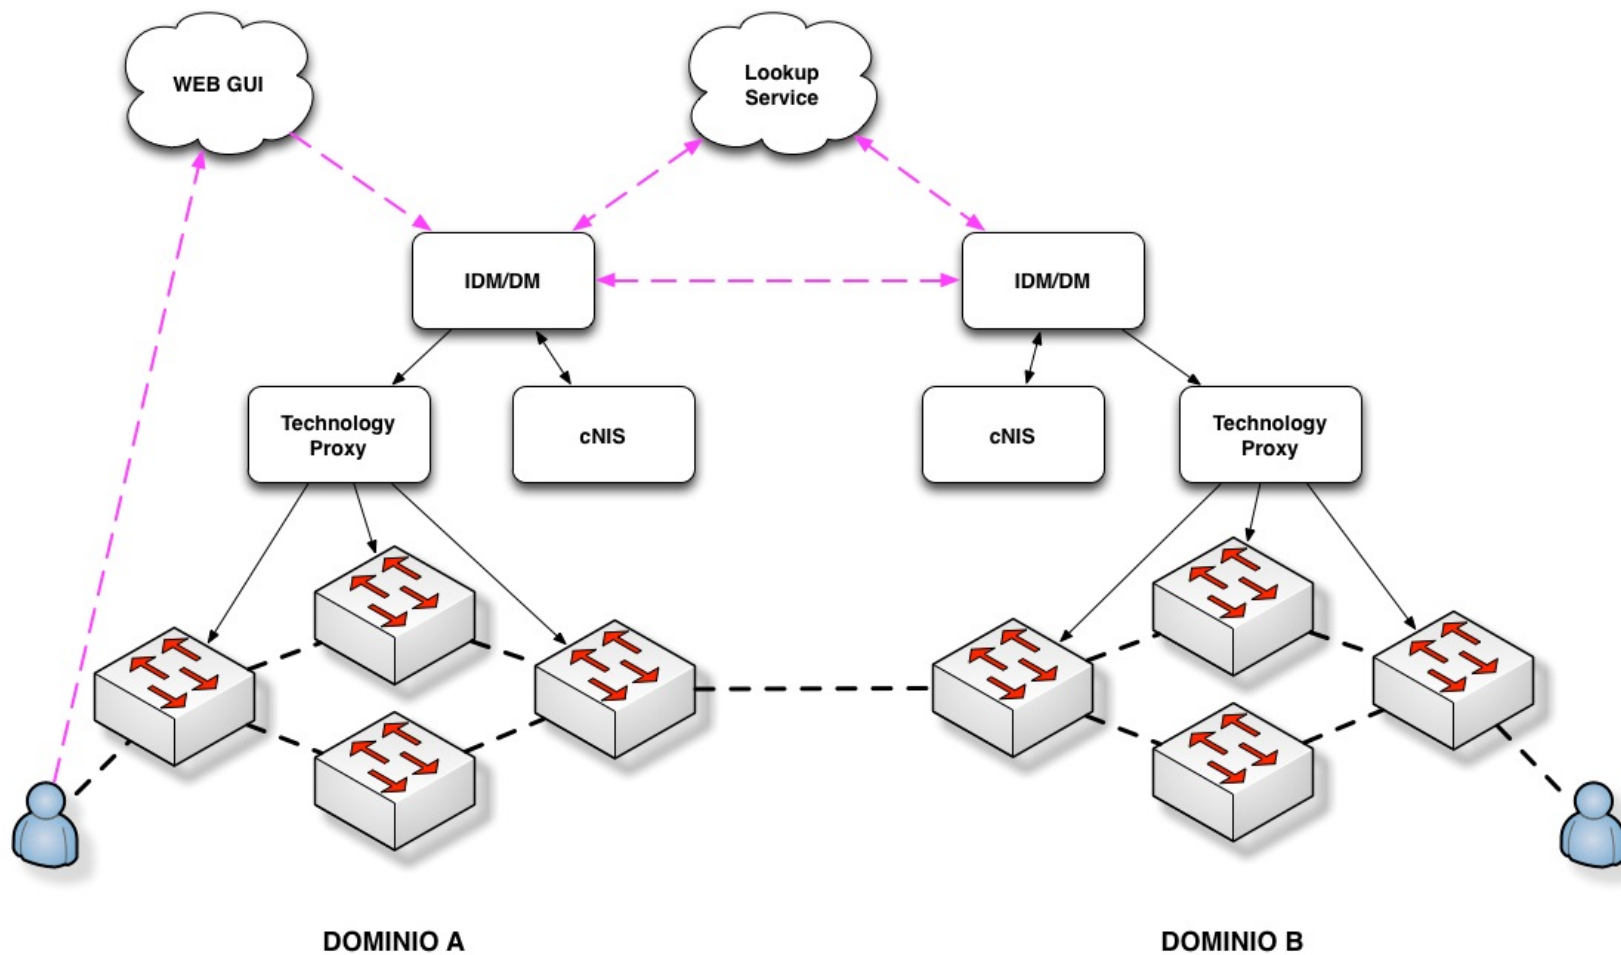 WEB GUI
Lookup
Service
IDM/DM
IDM/DM
Technology
Proxy
cNIS
cNIS
Technology
Proxy
DOMINIO A
DOMINIO B